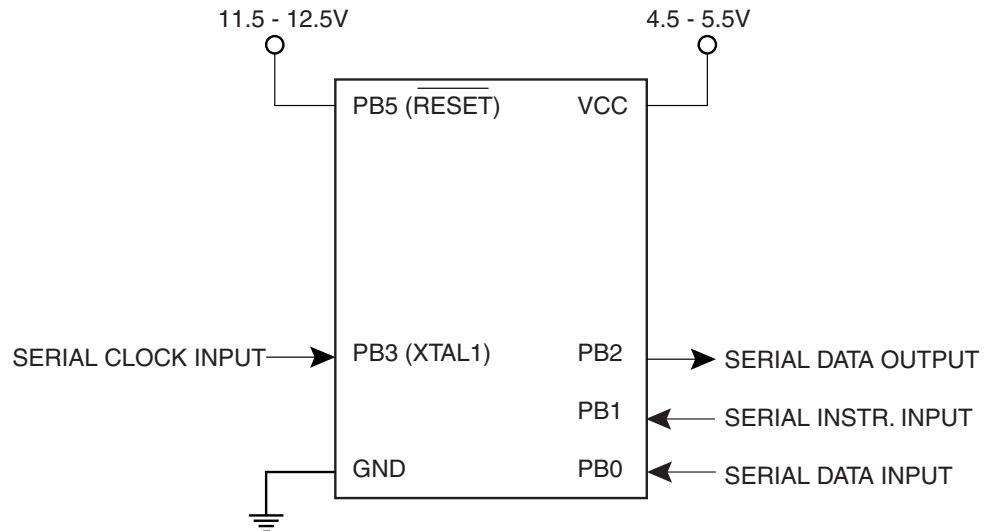 11.5 - 12.5V
4.5 - 5.5V
PB5 (RESET)
VCC
SERIAL CLOCK INPUT
PB3 (XTAL1)
PB2
SERIAL DATA OUTPUT
PB1
SERIAL INSTR. INPUT
GND
PB0
SERIAL DATA INPUT